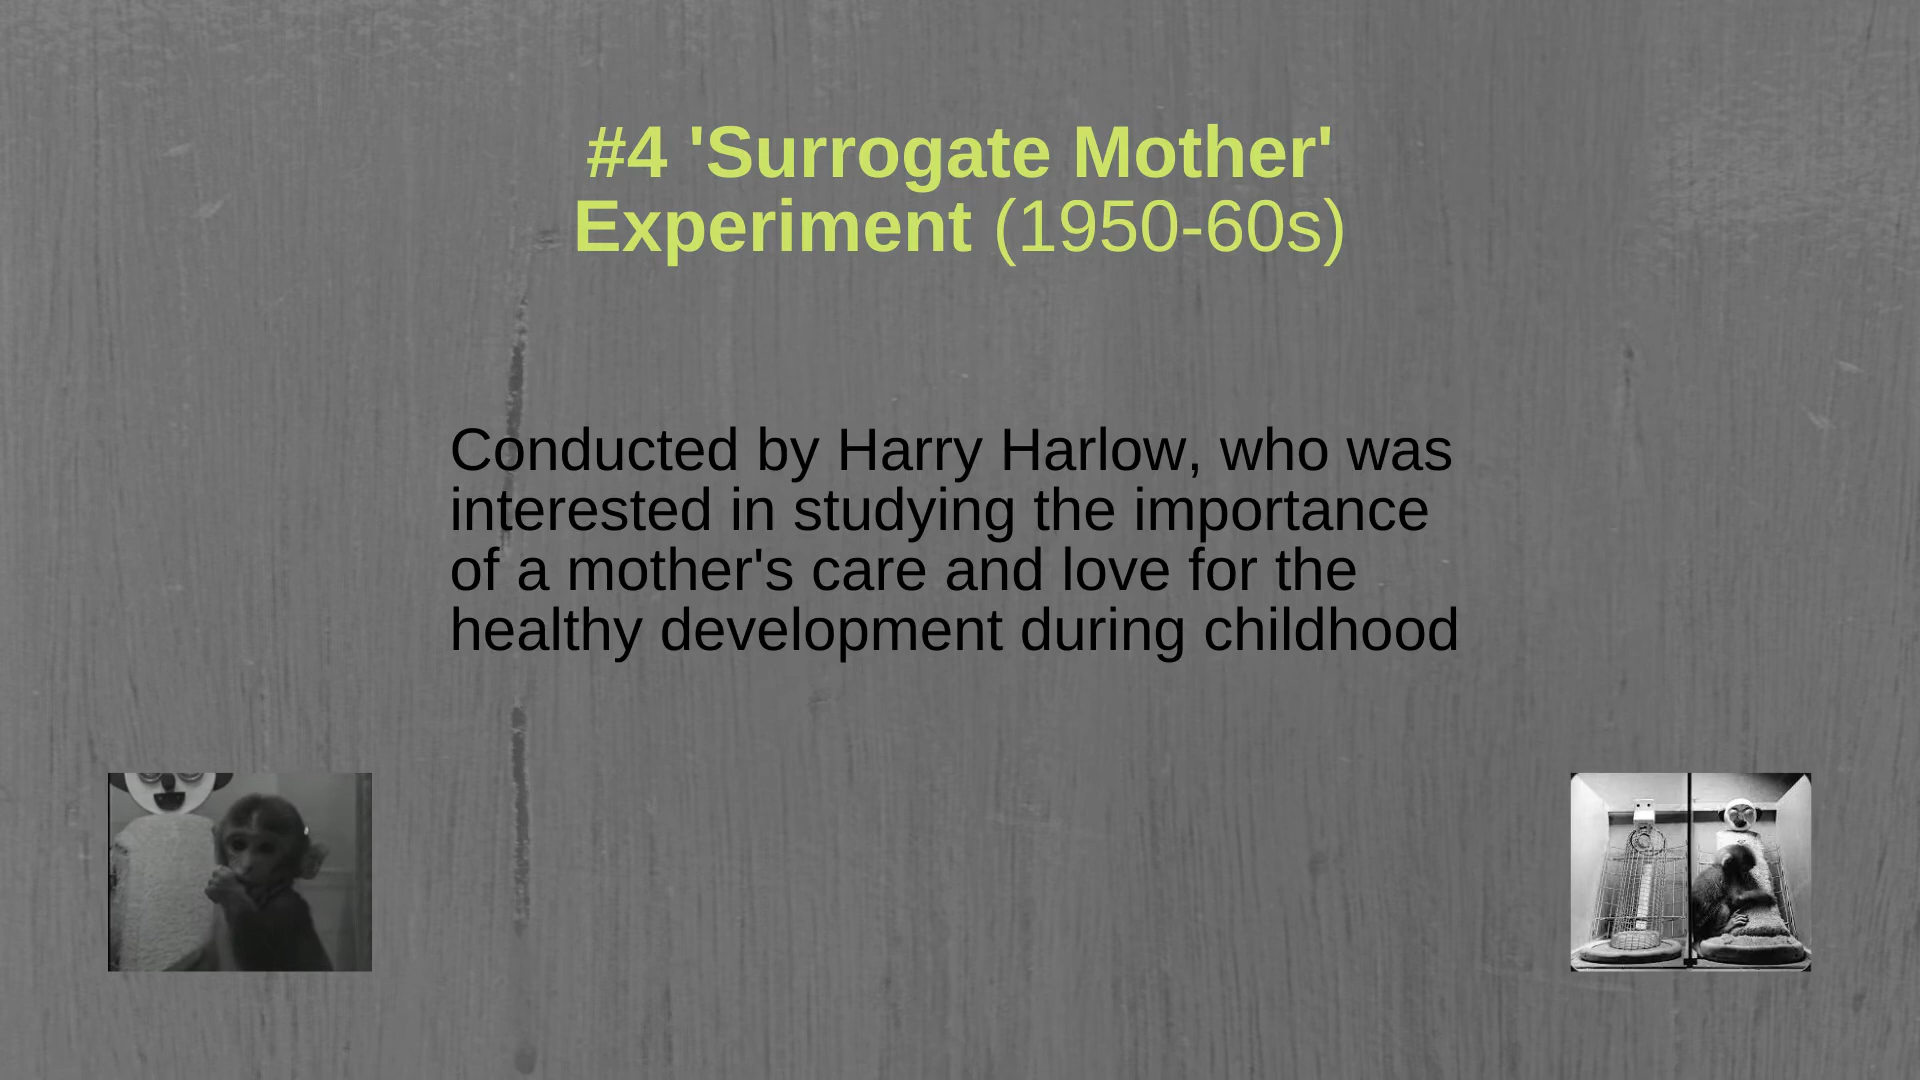 #4 'Surrogate Mother'
Experiment (1950-60s)
Conducted by Harry Harlow, who was
interested in studying the importance
of a mother's care and love for the
healthy development during childhood